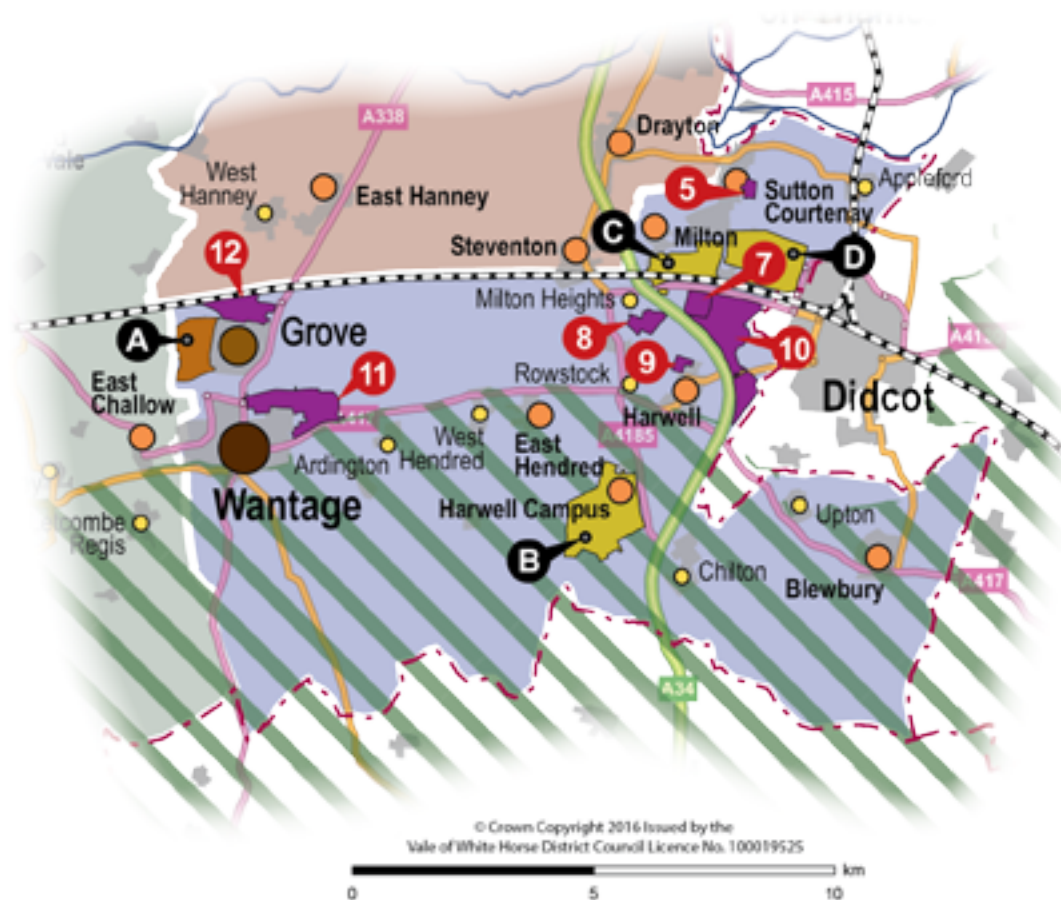 A415
A338
Drayton
West
Hanney
East Hanney
5
Sutton
Courtenay
Appleford
Steventon
C
Milton
D
12
7
Milton Heights
A
Grove
8
10
9
11
East
Challow
Rowstock
Harwell
Didcot
West
Hendred
Ardington
East
Hendred
A4185
Wantage
Harwell Campus
Regis
B
Upton
Chilton
Blewbury
A417
A34
© Crown Copyright 2016 Issued by the
Vale of White Horse District Council Licence No. 100019525
km
0
5
10